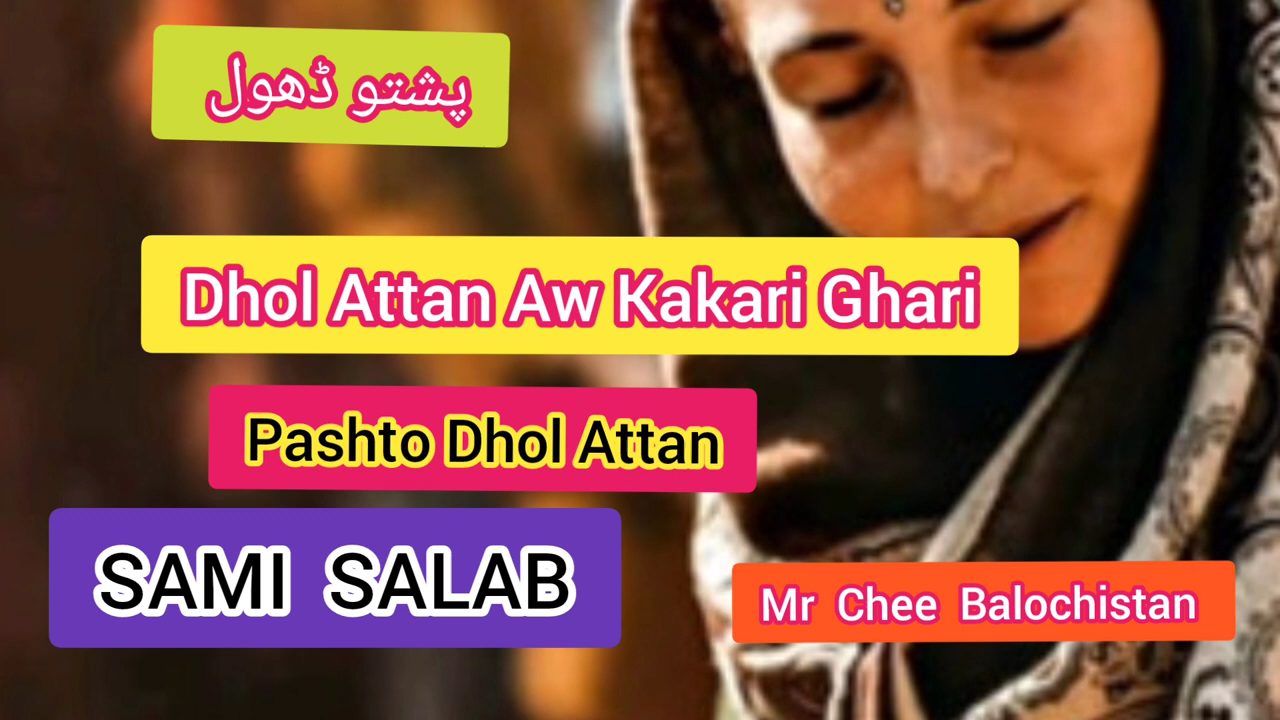 پشتو ڈھول
Dhol Attan Aw Kakari Ghari
Pashto Dhol Attan
SAMI SALAB
Mr Chee Balochistan